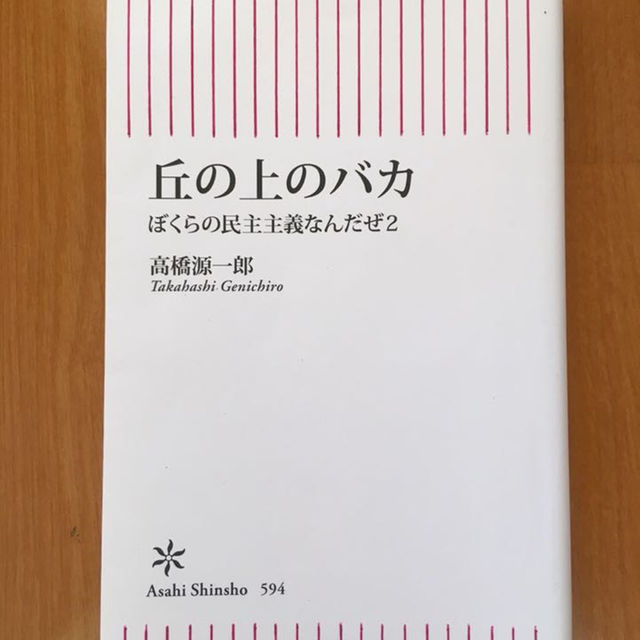 丘の上のバカ
ぼくらの民主主義なんだぜ2
高橋源一郎
Takahashi Genichiro
Asahi Shinsho 594